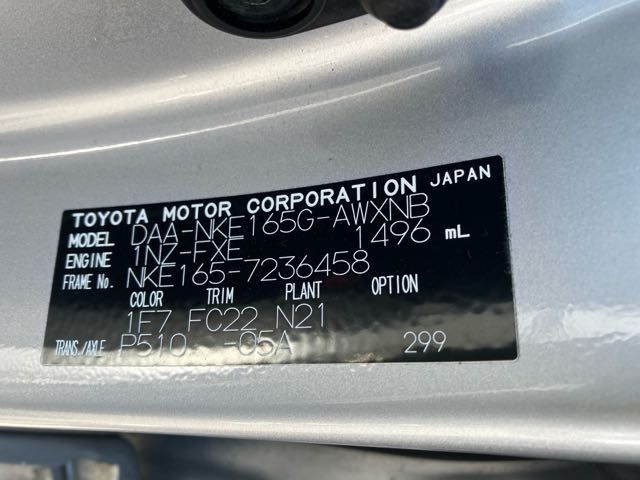 TOYOTA MOTOR CORPORATION JAPAN
MODEL DAA-NKE165G-AWXNB
ENGINE 1NZ-FXE 1496 mL
FRAME No. NKE165-7236458
COLOR TRIM PLANT OPTION
1E7 FC22 N21
TRANS./AXLE P510 -05A 299